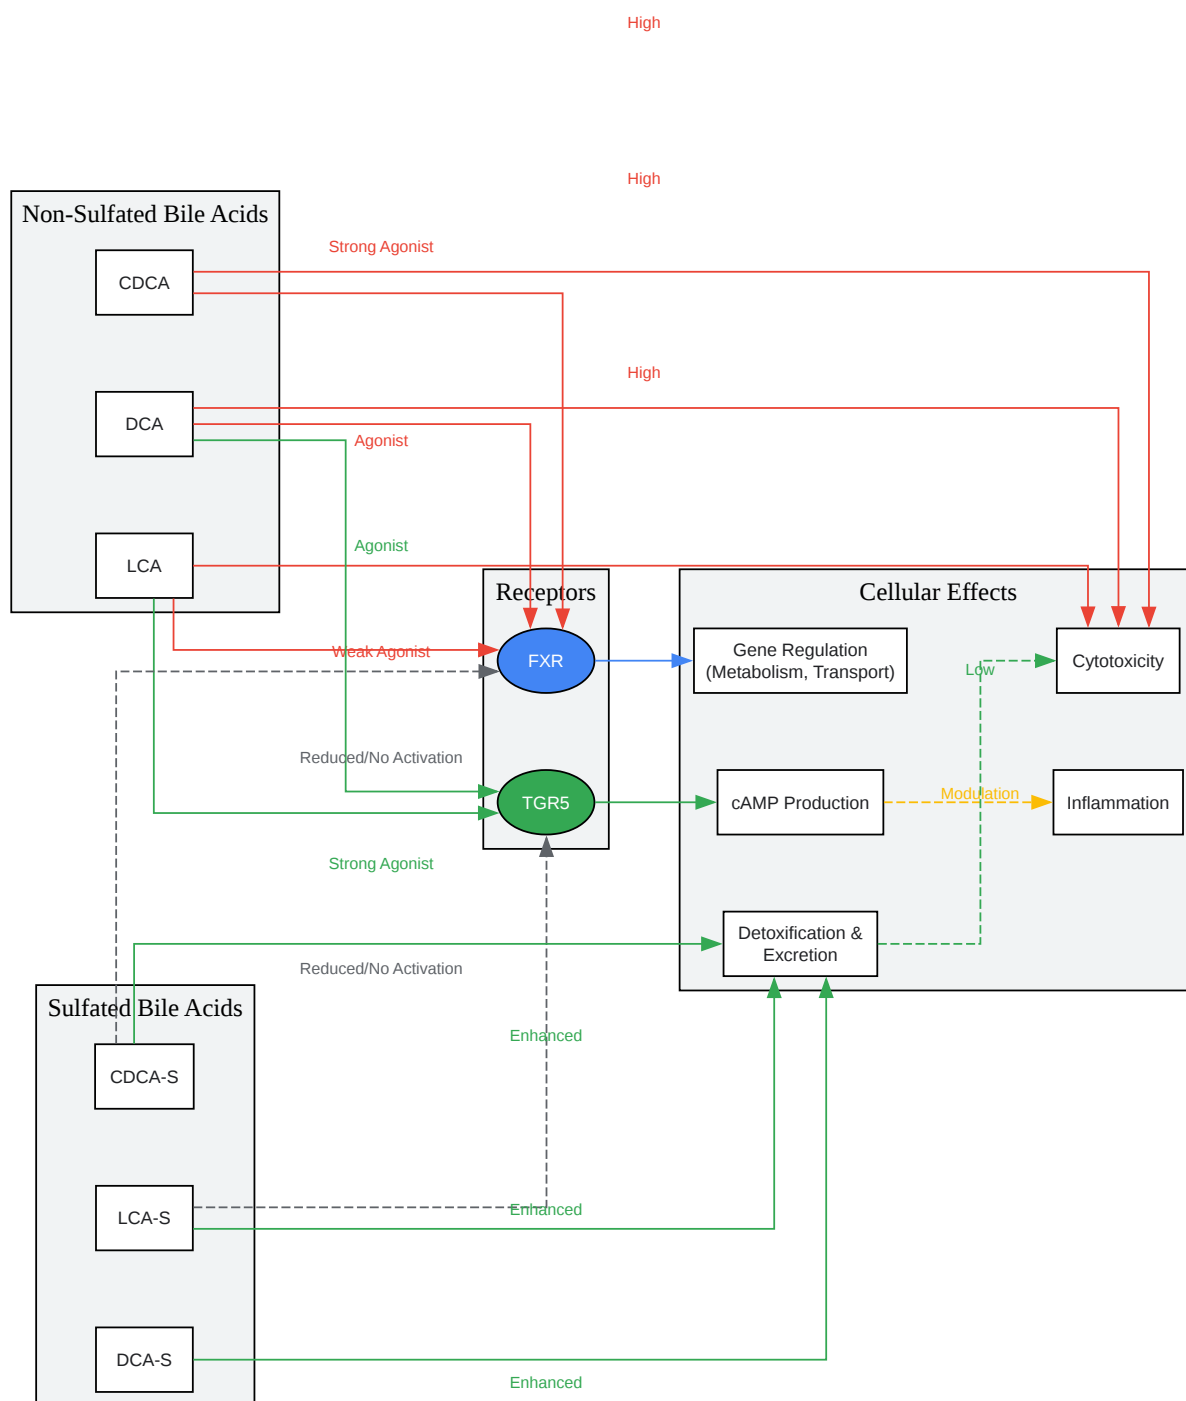 High
High
Non-Sulfated Bile Acids
Strong Agonist
CDCA
High
DCA
Agonist
Agonist
LCA
Receptors
Cellular Effects
Weak Agonist
FXR
Gene Regulation
(Metabolism, Transport)
Cytotoxicity
Low
Reduced/No Activation
TGR5
cAMP Production
Modulation
Inflammation
Strong Agonist
Detoxification &
Excretion
Reduced/No Activation
Sulfated Bile Acids
Enhanced
CDCA-S
LCA-S
Enhanced
DCA-S
Enhanced